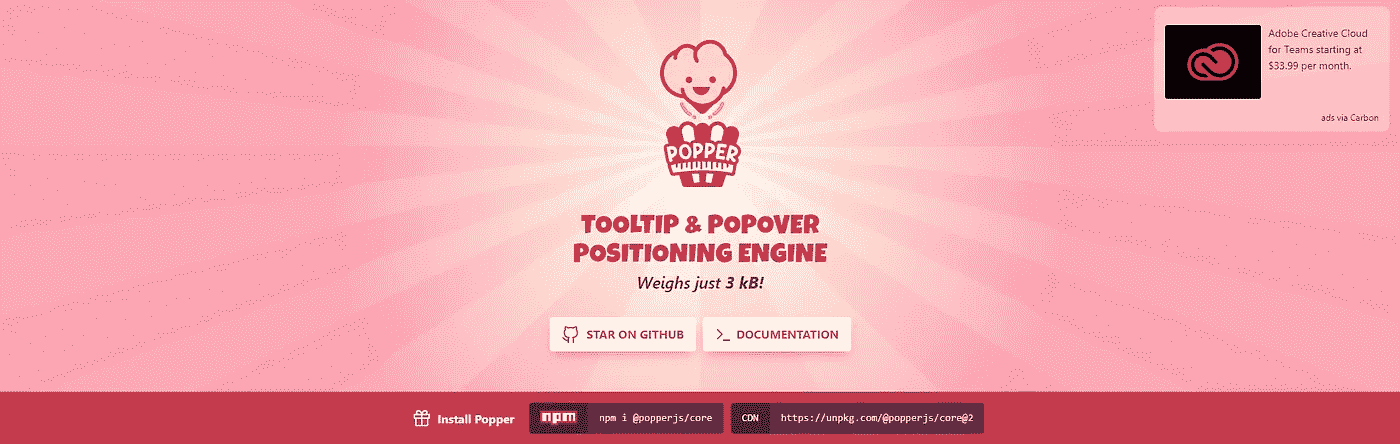 Adobe Creative Cloud
for Teams starting at
$33.99 per month.
ads via Carbon
POPPER
TOOLTIP & POPOVER
POSITIONING ENGINE
Weighs just 3 kB!
STAR ON GITHUB
DOCUMENTATION
Install Popper
npm
npm i @popperjs/core
CDN
https://unpkg.com/@popperjs/core@2